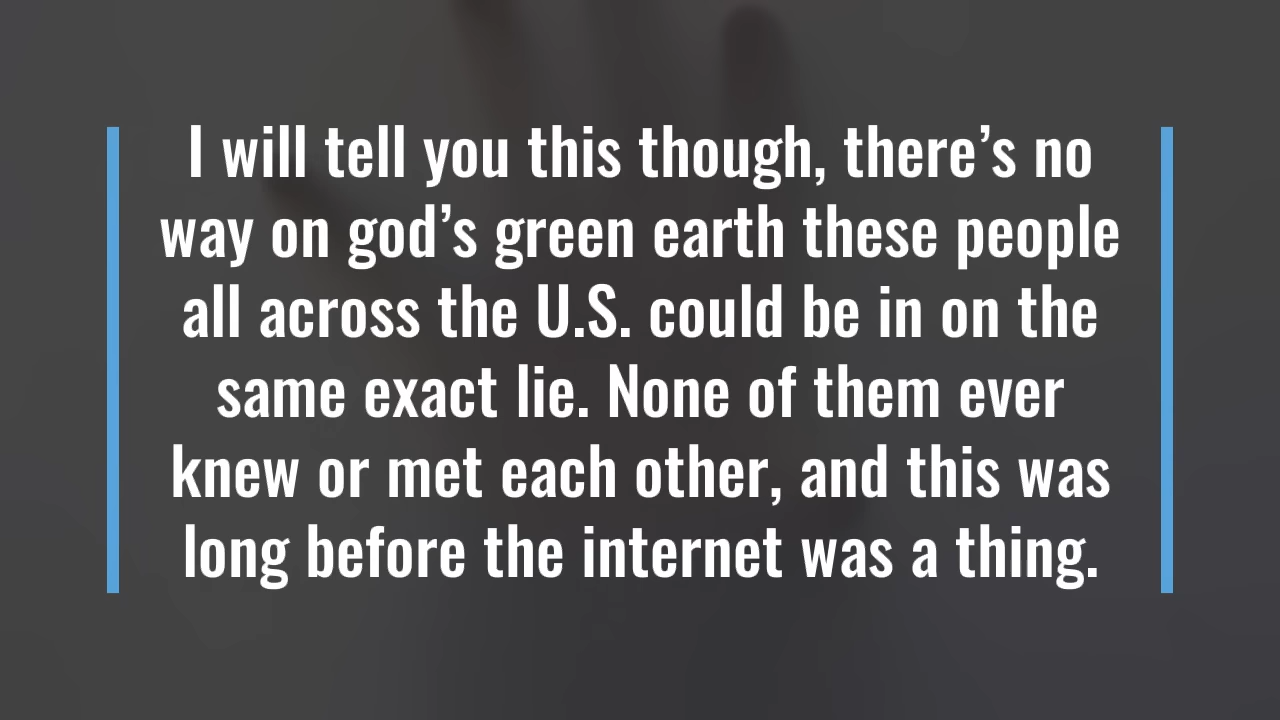 I will tell you this though, there’s no
way on god’s green earth these people
all across the U.S. could be in on the
same exact lie. None of them ever
knew or met each other, and this was
long before the internet was a thing.